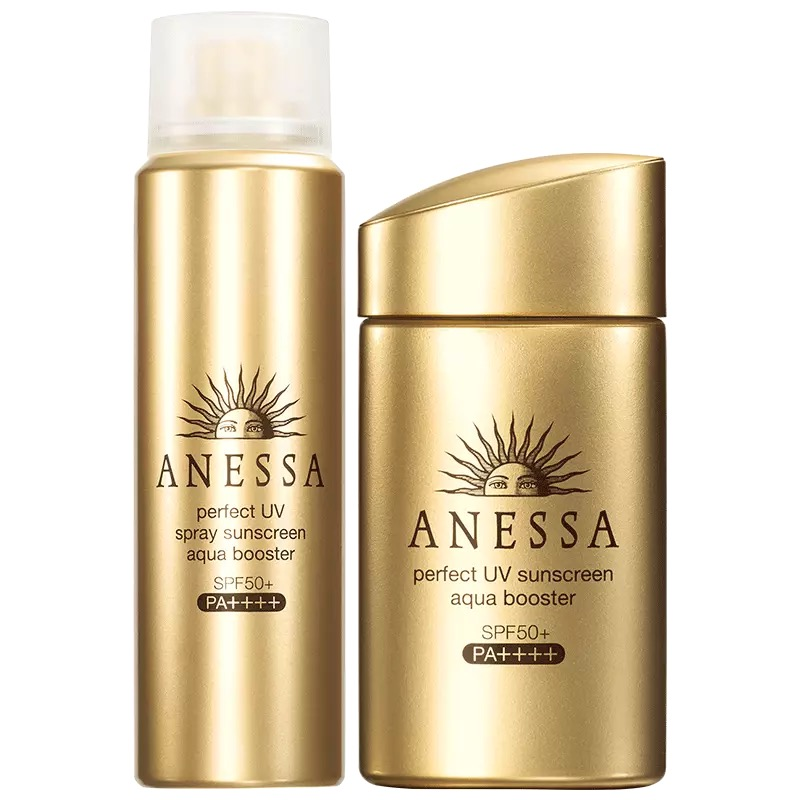 ANESSA
perfect UV
spray sunscreen
aqua booster
SPF50+
PA++++
ANESSA
perfect UV sunscreen
aqua booster
SPF50+
PA++++